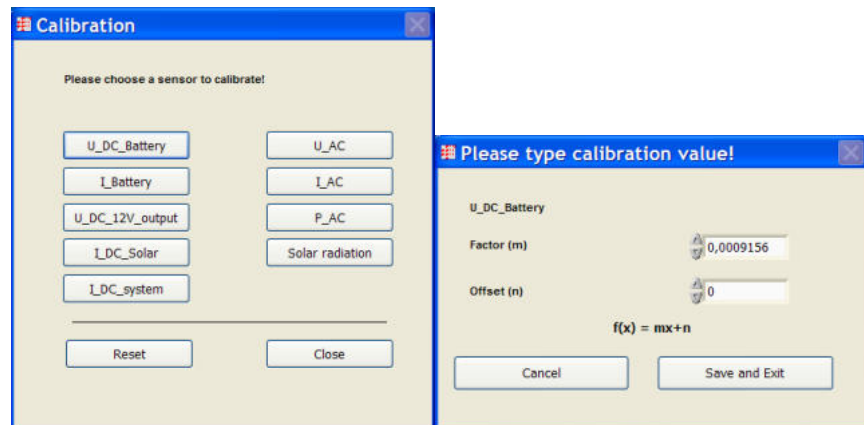 Calibration
Please choose a sensor to calibrate!
U_DC_Battery
U_AC
I_Battery
I_AC
U_DC_12V_output
P_AC
I_DC_Solar
Solar radiation
I_DC_system
Reset
Close
Please type calibration value!
U_DC_Battery
Factor (m)
0,0009156
Offset (n)
0
f(x) = mx+n
Cancel
Save and Exit